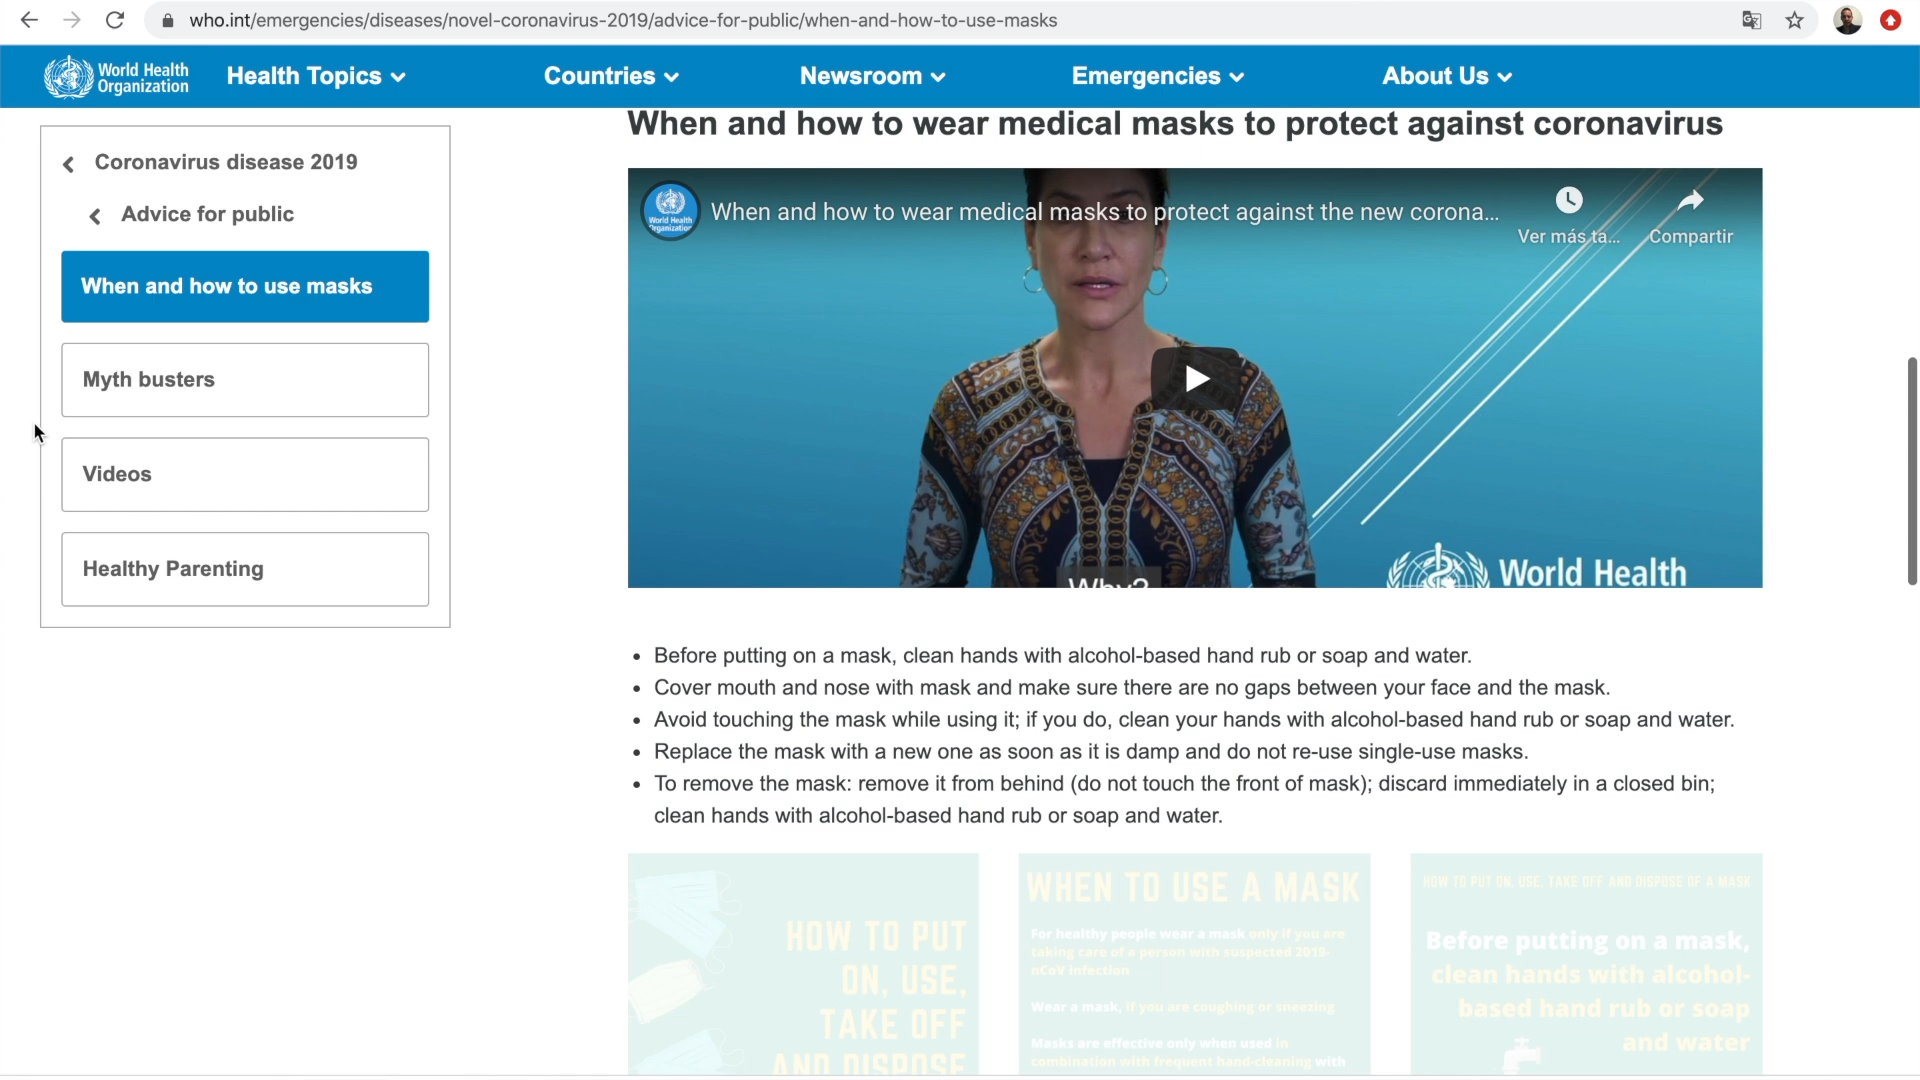 who.int/emergencies/diseases/novel-coronavirus-2019/advice-for-public/when-and-how-to-use-masks
World Health
Organization
Health Topics
Countries
Newsroom
Emergencies
About Us
Coronavirus disease 2019
Advice for public
When and how to use masks
Myth busters
Videos
Healthy Parenting
When and how to wear medical masks to protect against coronavirus
World Health
Organization
When and how to wear medical masks to protect against the new corona...
Ver más ta...
Compartir
Why?
World Health
• Before putting on a mask, clean hands with alcohol-based hand rub or soap and water.
• Cover mouth and nose with mask and make sure there are no gaps between your face and the mask.
• Avoid touching the mask while using it; if you do, clean your hands with alcohol-based hand rub or soap and water.
• Replace the mask with a new one as soon as it is damp and do not re-use single-use masks.
• To remove the mask: remove it from behind (do not touch the front of mask); discard immediately in a closed bin;
clean hands with alcohol-based hand rub or soap and water.
HOW TO PUT
ON, USE,
TAKE OFF
AND DISPOSE
WHEN TO USE A MASK
For healthy people wear a mask only if you are
taking care of a person with suspected 2019-
nCoV infection
Wear a mask, if you are coughing or sneezing
Masks are effective only when used in
combination with frequent hand-cleaning with
HOW TO PUT ON, USE, TAKE OFF AND DISPOSE OF A MASK
Before putting on a mask,
clean hands with alcohol-
based hand rub or soap
and water